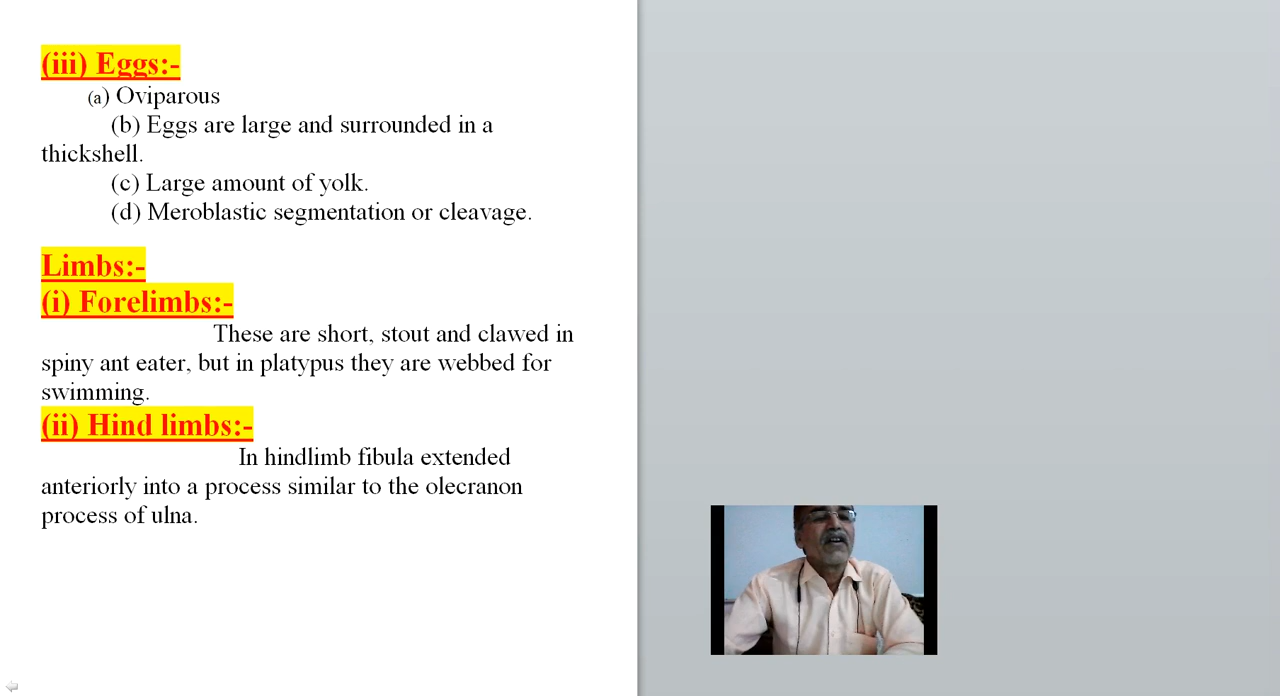 (iii) Eggs:-
(a) Oviparous
(b) Eggs are large and surrounded in a
thickshell.
(c) Large amount of yolk.
(d) Meroblastic segmentation or cleavage.
Limbs:-
(i) Forelimbs:-
These are short, stout and clawed in
spiny ant eater, but in platypus they are webbed for
swimming.
(ii) Hind limbs:-
In hindlimb fibula extended
anteriorly into a process similar to the olecranon
process of ulna.